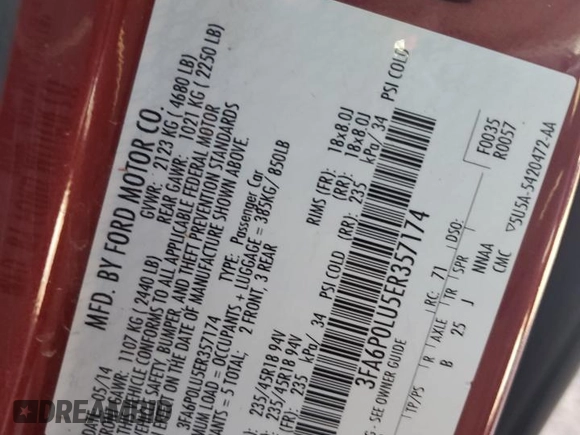 MFD. BY FORD MOTOR CO.
05/14 GVWR: 2123 KG ( 4680 LB)
GAWR: 1107 KG (2440 LB) REAR GAWR: 1021 KG ( 2250 LB)
VEHICLE CONFORMS TO ALL APPLICABLE FEDERAL MOTOR
SAFETY, BUMPER, AND THEFT PREVENTION STANDARDS
EFFECT ON THE DATE OF MANUFACTURE SHOWN ABOVE
3FA6P0LU5ER357174 TYPE: Passenger Car
LOAD = OCCUPANTS + LUGGAGE = 385KG/ 850LB
= 5 TOTAL: 2 FRONT, 3 REAR
235/45R18 94V RIMS (FR): 18x8.0J
235/45R18 94V (RR): 18x8.0J
235 kPa/ 34 PSI COLD (RR): 235 kPa/ 34 PSI COLD
- SEE OWNER GUIDE
3FA6P0LU5ER357174
F0035
R0057
RC: 71 DSO:
TP/PS R AXLE TR SPR
B 25 J NNAA
CMC 5U5A-5420472-AA
DREAMBID